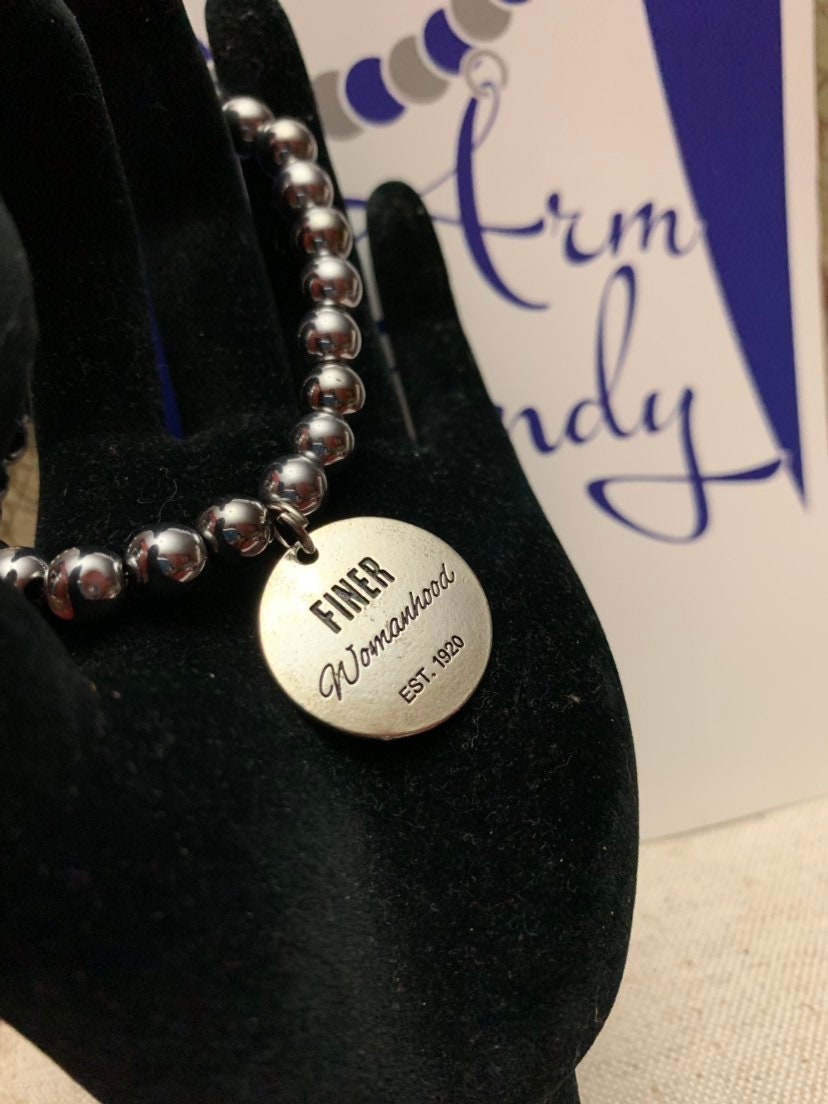 Arm
ndy
FINER
Womanhood
EST. 1920